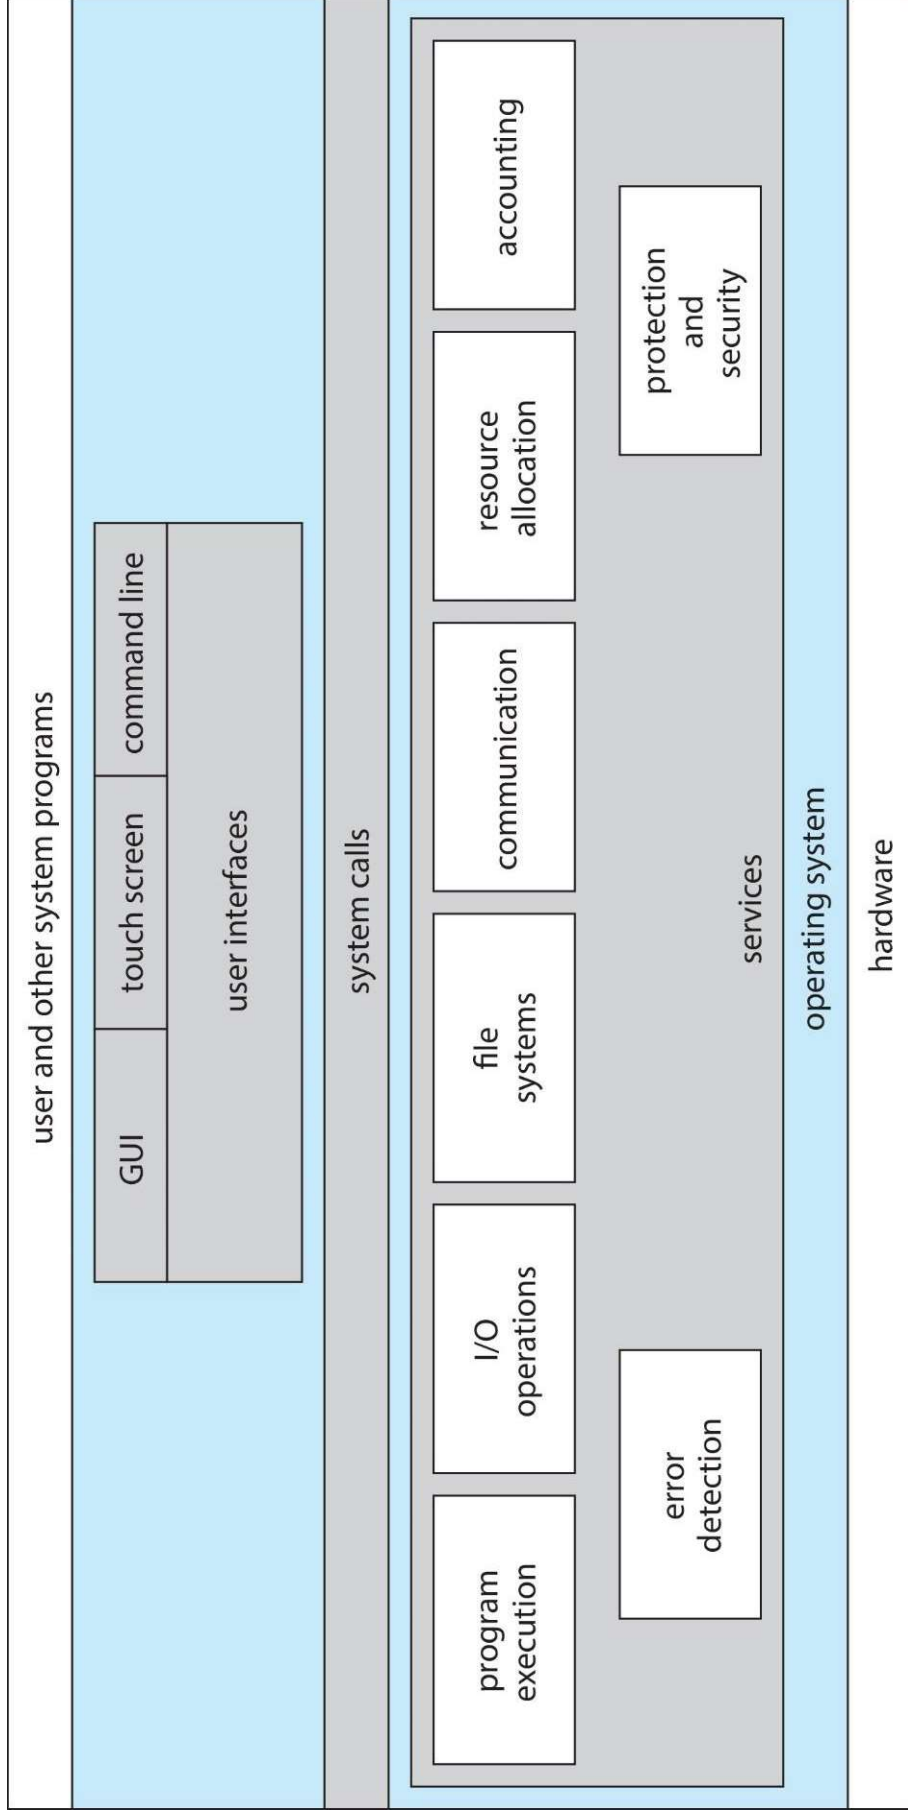 user and other system programs
GUI
touch screen
command line
user interfaces
system calls
program
execution
I/O
operations
file
systems
communication
resource
allocation
accounting
error
detection
protection
and
security
services
operating system
hardware